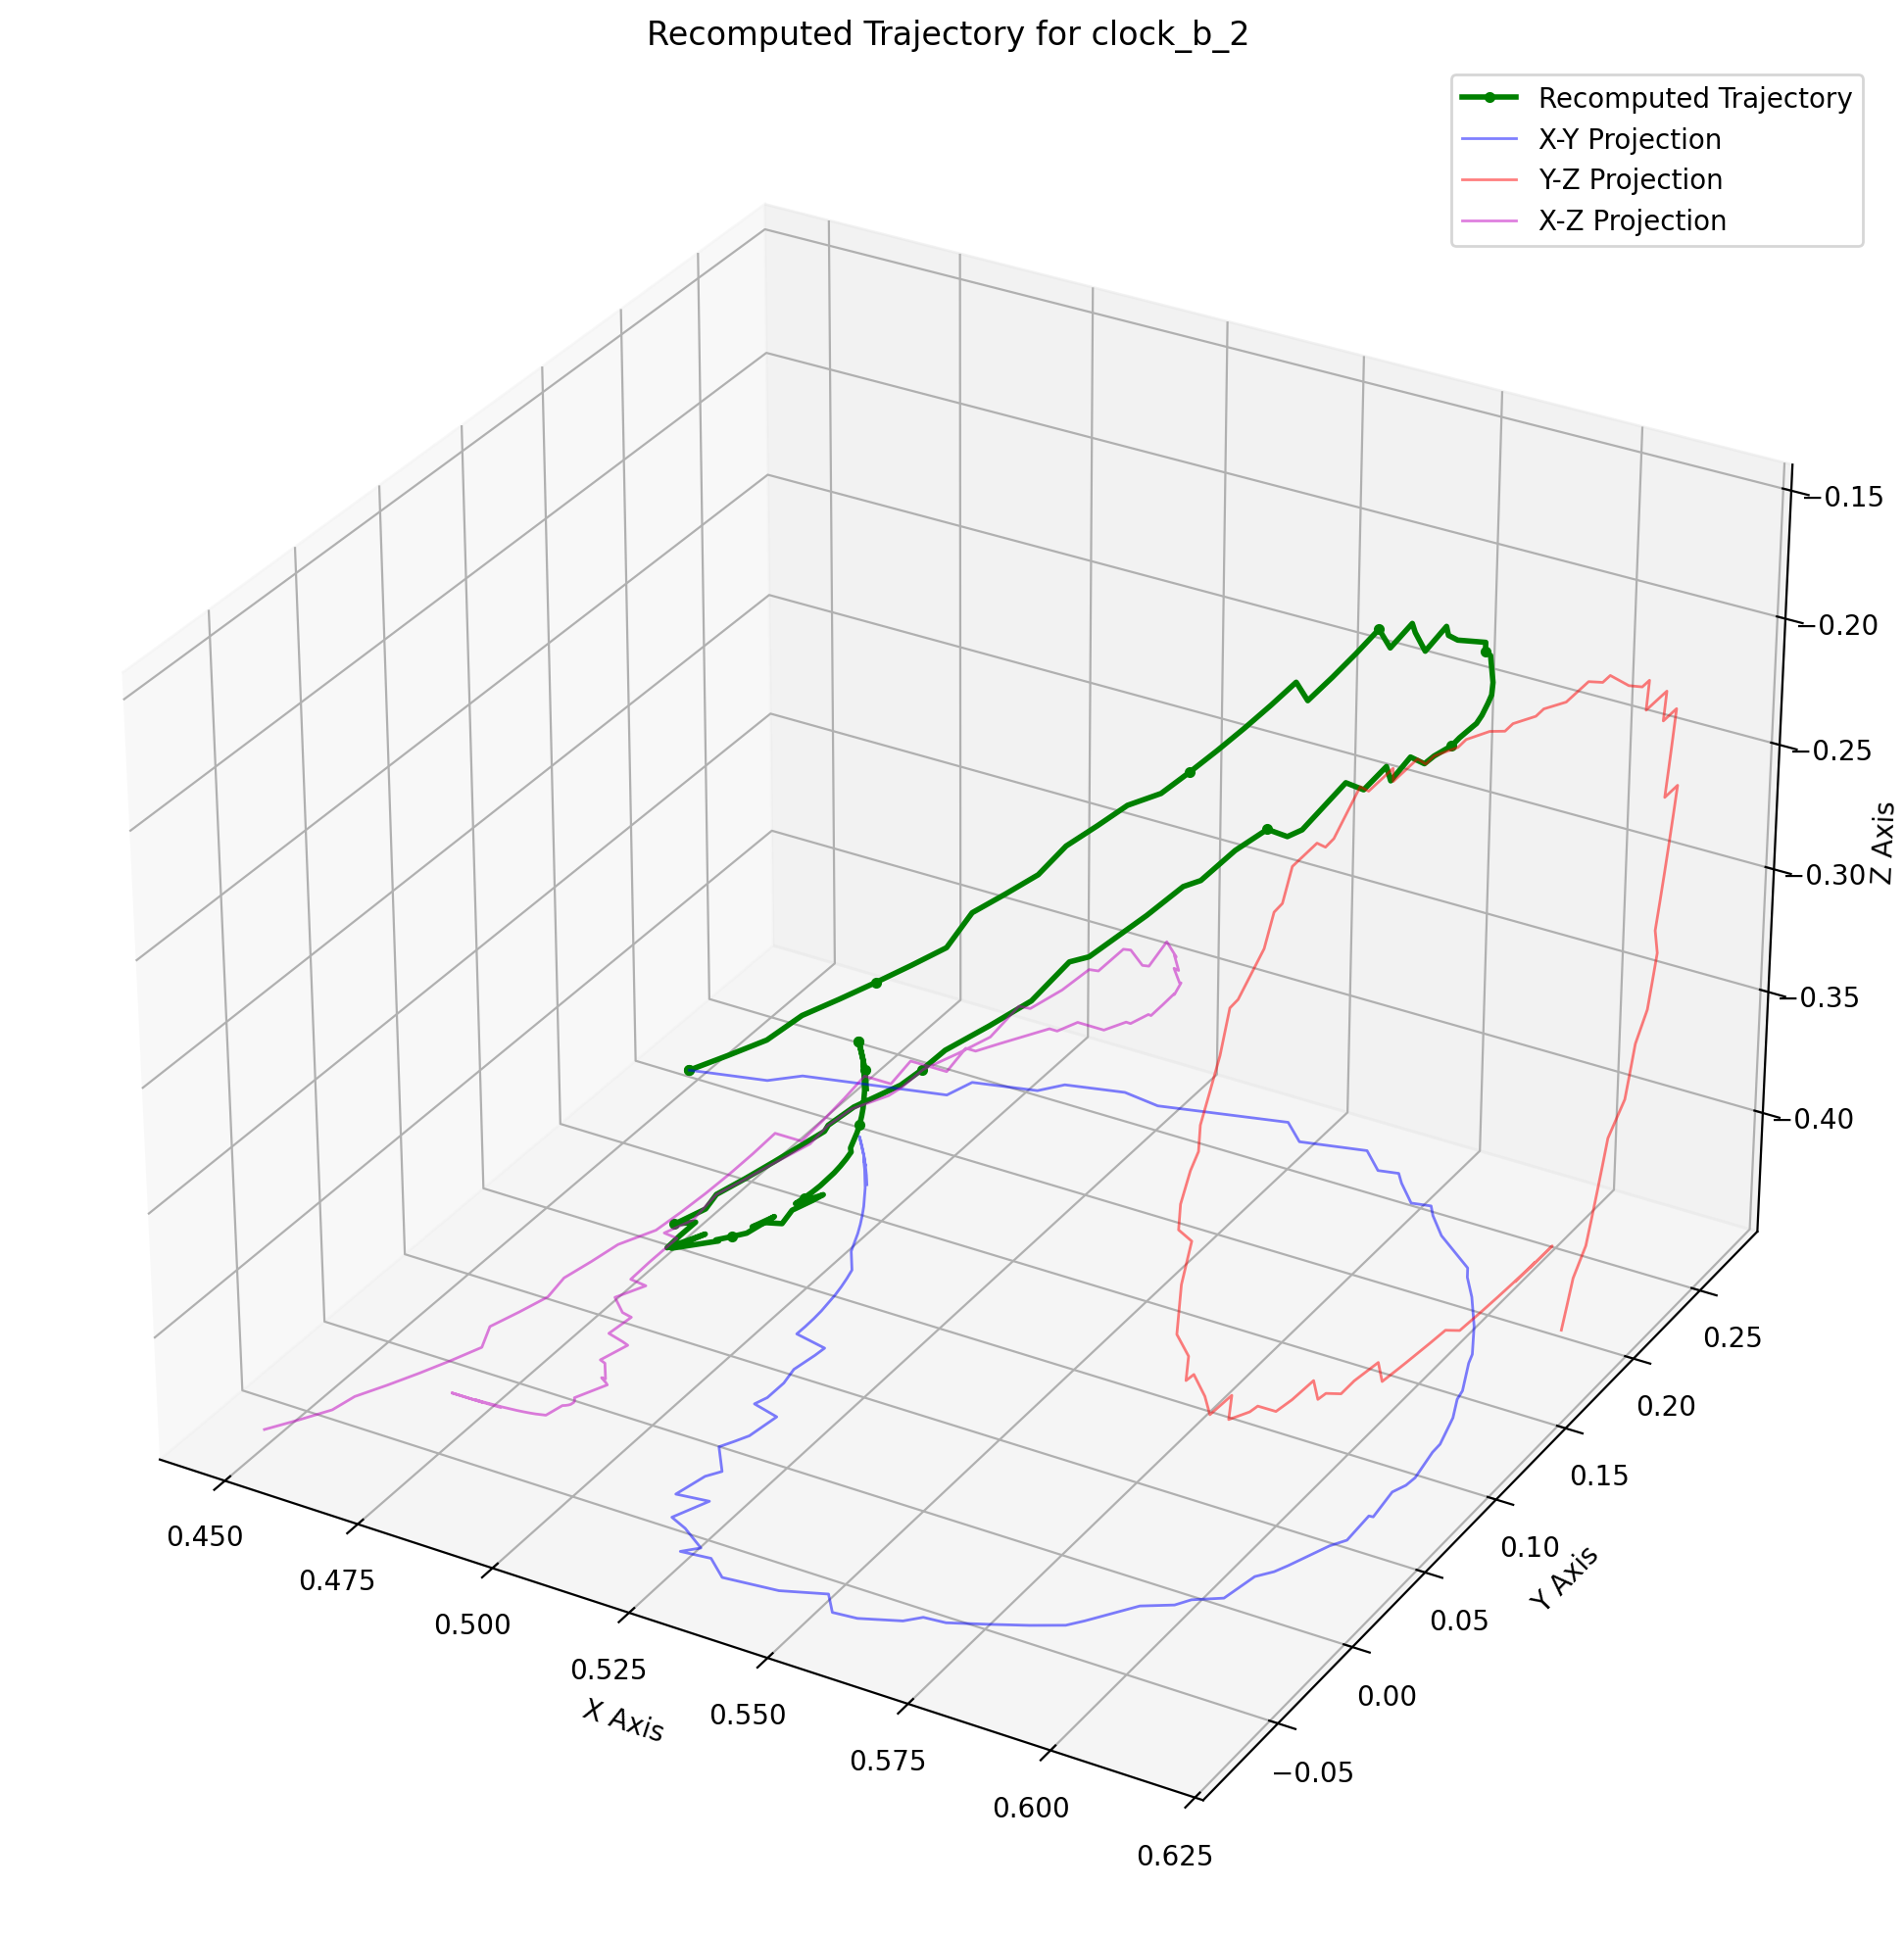 Recomputed Trajectory for clock_b_2
Recomputed Trajectory
X-Y Projection
Y-Z Projection
X-Z Projection
−0.15
−0.20
−0.25
−0.30
−0.35
−0.40
Z Axis
0.25
0.20
0.15
0.10
0.05
0.00
−0.05
Y Axis
0.450
0.475
0.500
0.525
0.550
0.575
0.600
0.625
X Axis